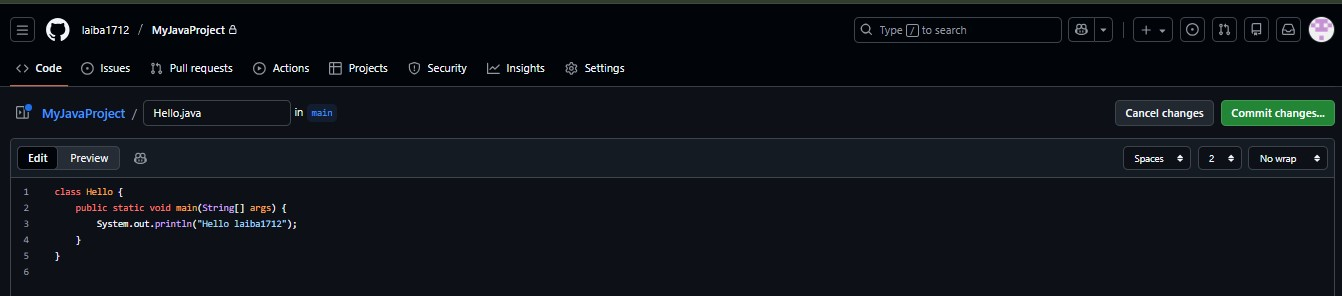 laiba1712 / MyJavaProject Type / to search
Code Issues Pull requests Actions Projects Security Insights Settings
MyJavaProject / Hello.java in main Cancel changes Commit changes...
Edit Preview Spaces 2 No wrap
1 class Hello {
2 public static void main(String[] args) {
3 System.out.println("Hello laiba1712");
4 }
5 }
6